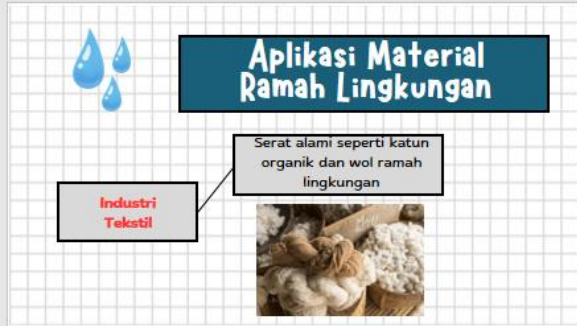 Aplikasi Material
Ramah Lingkungan
Serat alami seperti katun
organik dan wol ramah
lingkungan
Industri
Tekstil